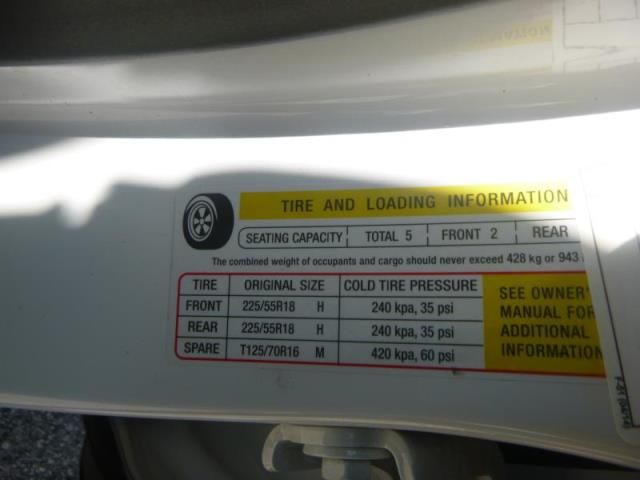 TIRE AND LOADING INFORMATION
SEATING CAPACITY TOTAL 5 FRONT 2 REAR
The combined weight of occupants and cargo should never exceed 428 kg or 943
TIRE ORIGINAL SIZE COLD TIRE PRESSURE
FRONT 225/55R18 H 240 kpa, 35 psi
REAR 225/55R18 H 240 kpa, 35 psi
SPARE T125/70R16 M 420 kpa, 60 psi
SEE OWNER'
MANUAL FOR
ADDITIONAL
INFORMATION